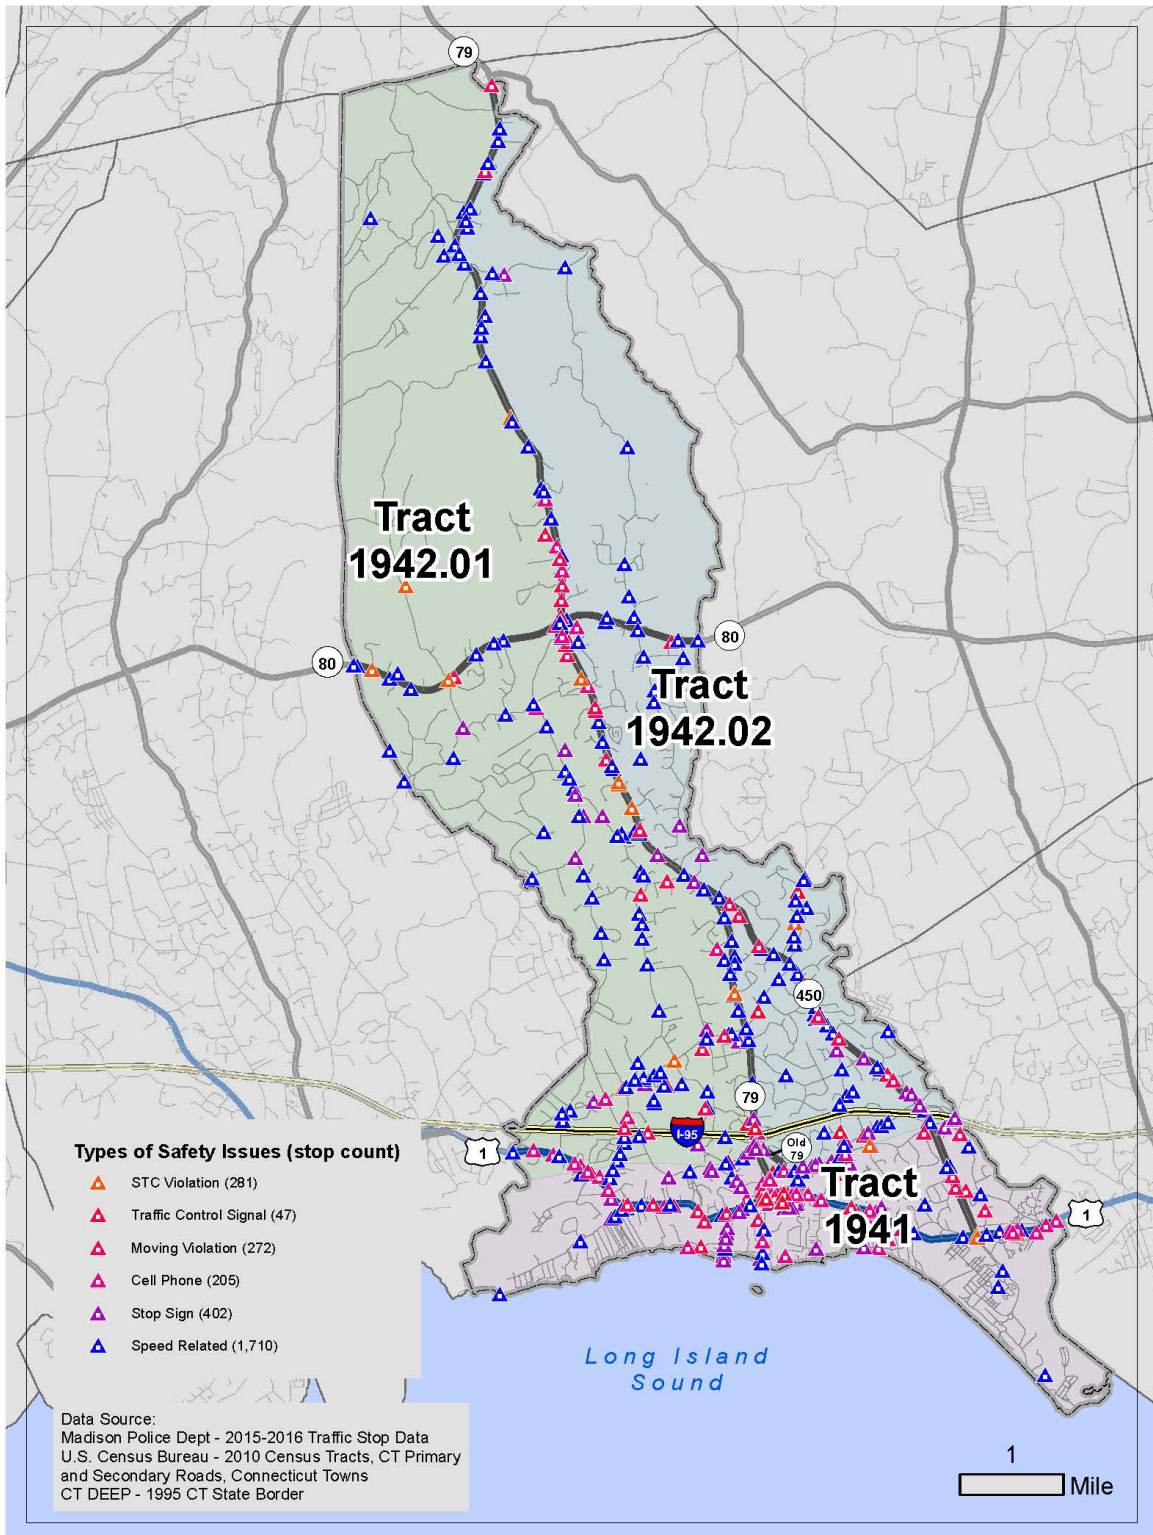 79
Tract
1942.01
80
80
Tract
1942.02
450
79
I-95
Old
79
1
Tract
1941
1
Types of Safety Issues (stop count)
STC Violation (281)
Traffic Control Signal (47)
Moving Violation (272)
Cell Phone (205)
Stop Sign (402)
Speed Related (1,710)
Long Island
Sound
Data Source:
Madison Police Dept - 2015-2016 Traffic Stop Data
U.S. Census Bureau - 2010 Census Tracts, CT Primary
and Secondary Roads, Connecticut Towns
CT DEEP - 1995 CT State Border
1
Mile